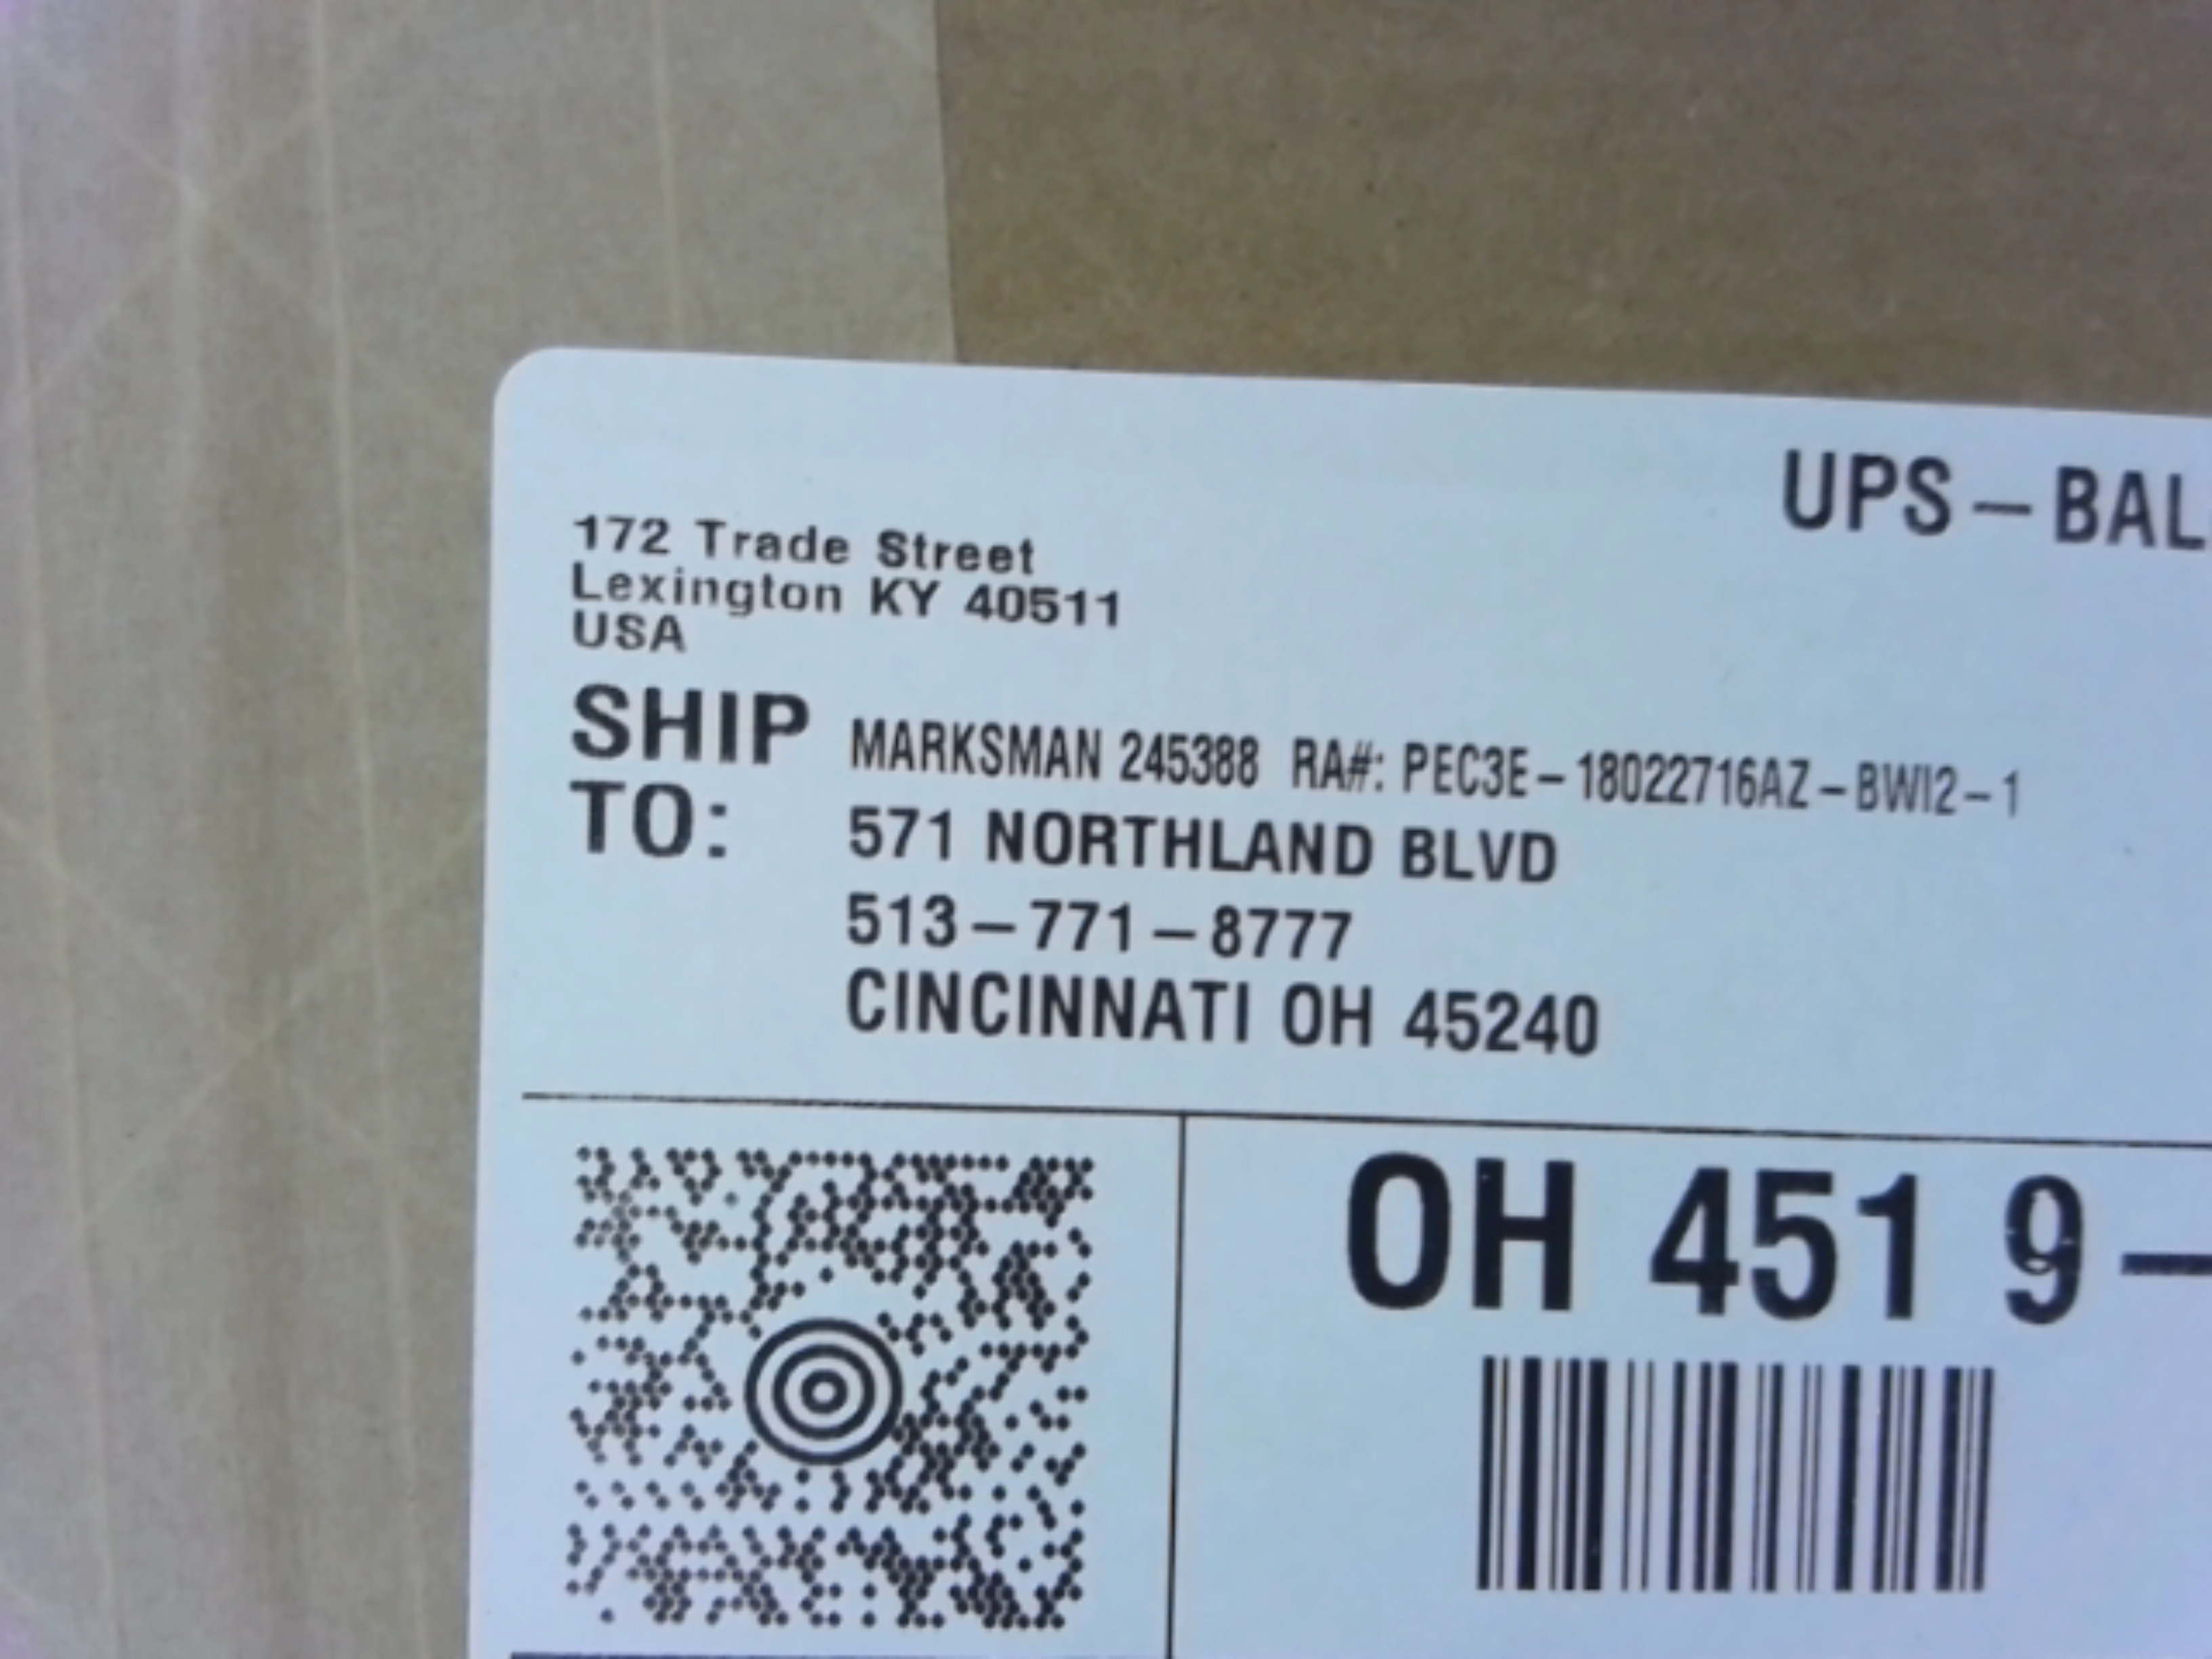 UPS-BAL
172 Trade Street
Lexington KY 40511
USA
SHIP TO: MARKSMAN 245388 RA#: PEC3E-18022716AZ-BWI2-1
571 NORTHLAND BLVD
513-771-8777
CINCINNATI OH 45240
OH 451 9-